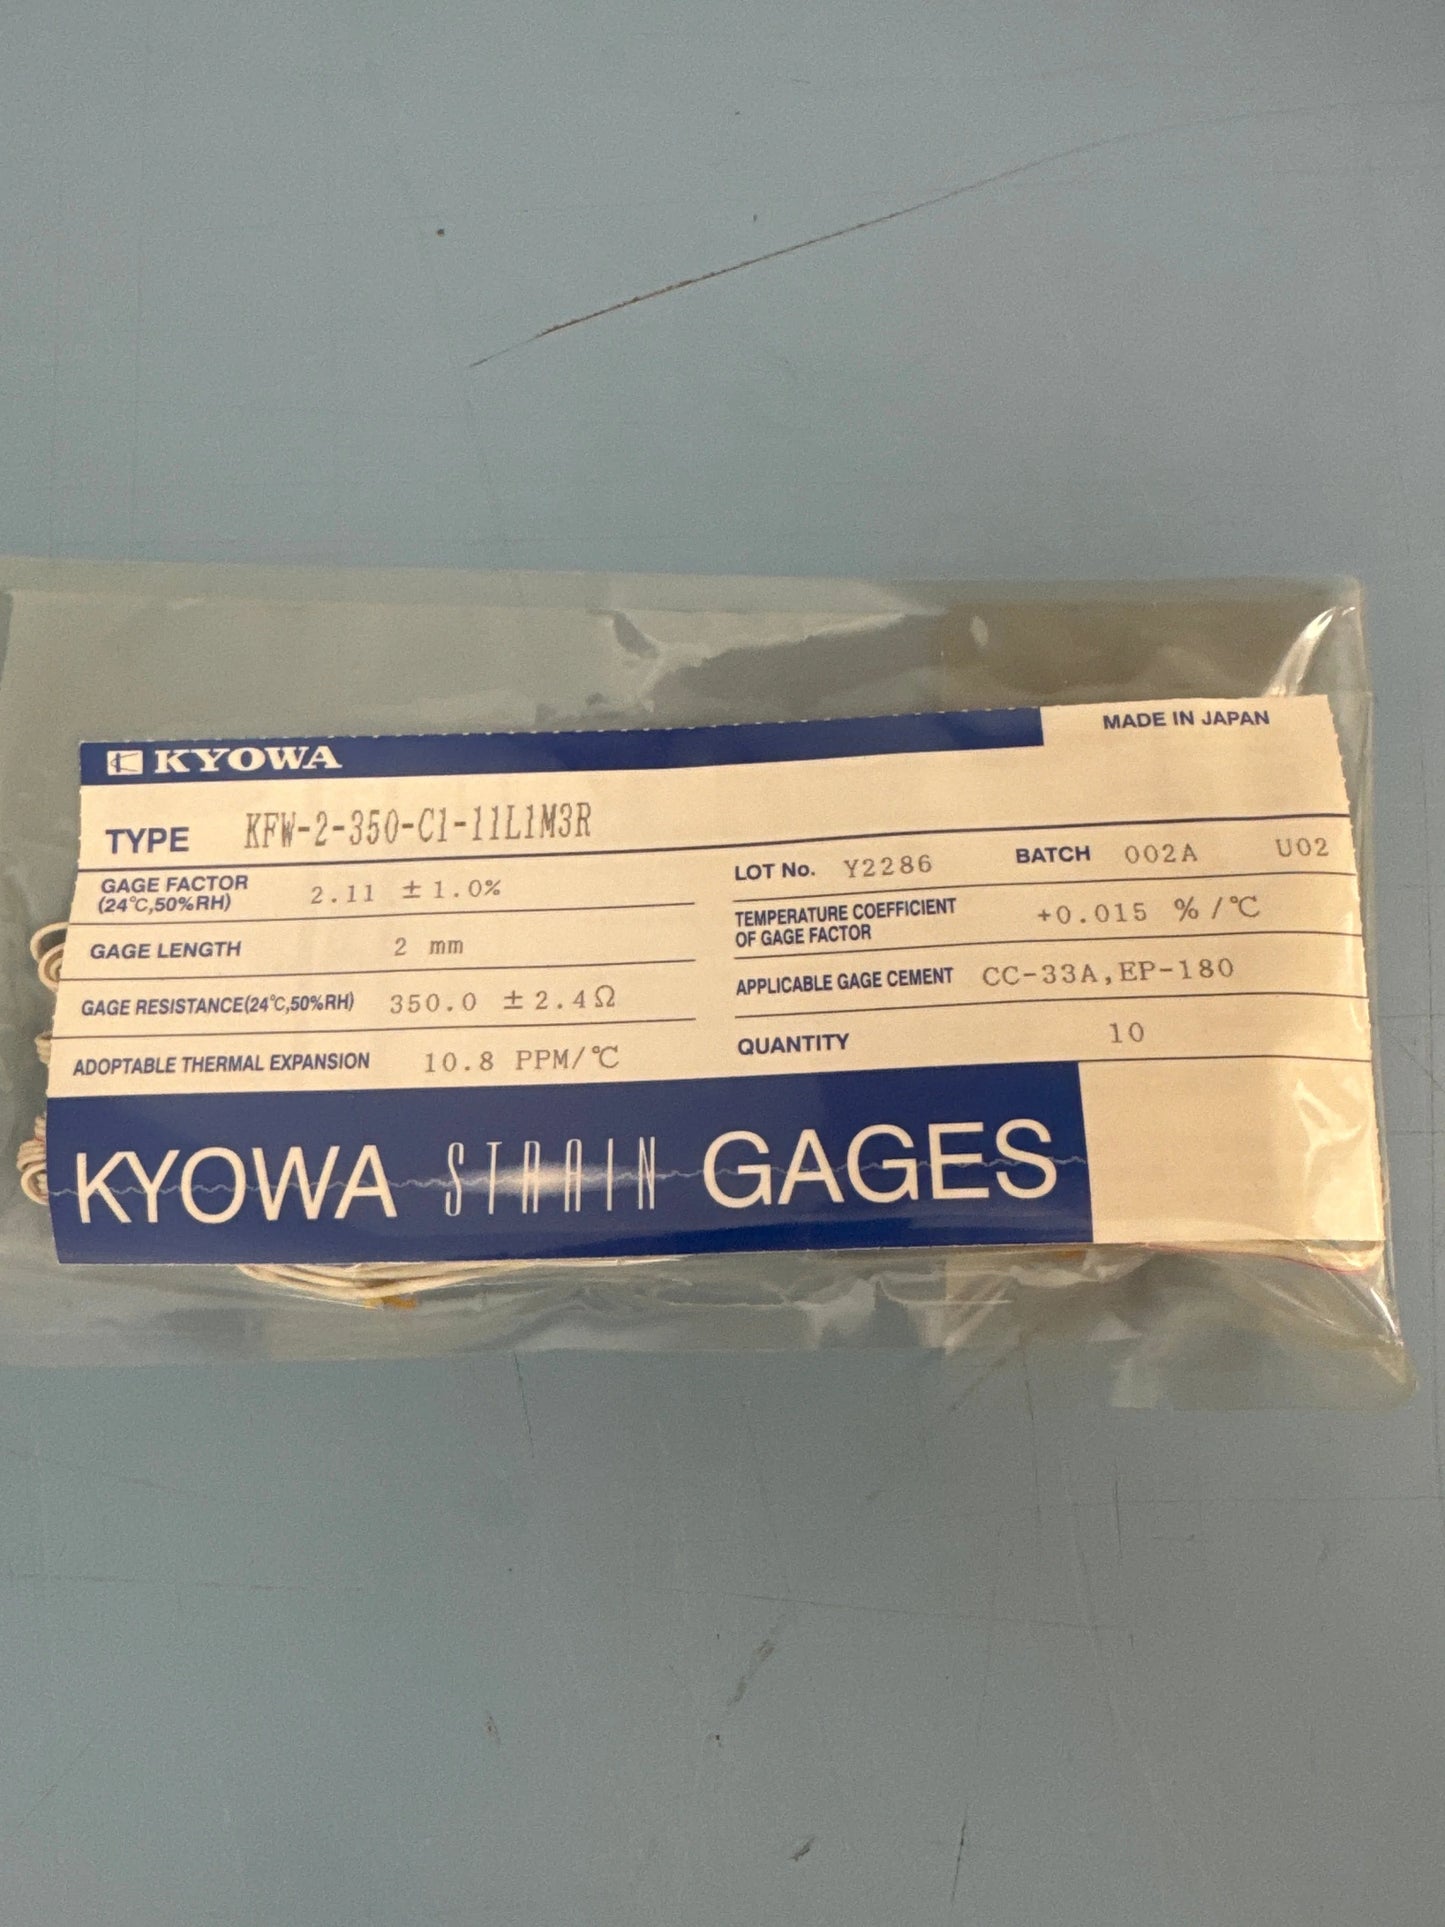 KYOWA
MADE IN JAPAN
TYPE KFW-2-350-C1-11L1M3R
GAGE FACTOR
(24℃,50%RH) 2.11 ±1.0%
GAGE LENGTH 2 mm
GAGE RESISTANCE(24℃,50%RH) 350.0 ±2.4Ω
ADOPTABLE THERMAL EXPANSION 10.8 PPM/℃
LOT No. Y2286 BATCH 002A U02
TEMPERATURE COEFFICIENT
OF GAGE FACTOR +0.015 %/℃
APPLICABLE GAGE CEMENT CC-33A,EP-180
QUANTITY 10
KYOWA STRAIN GAGES